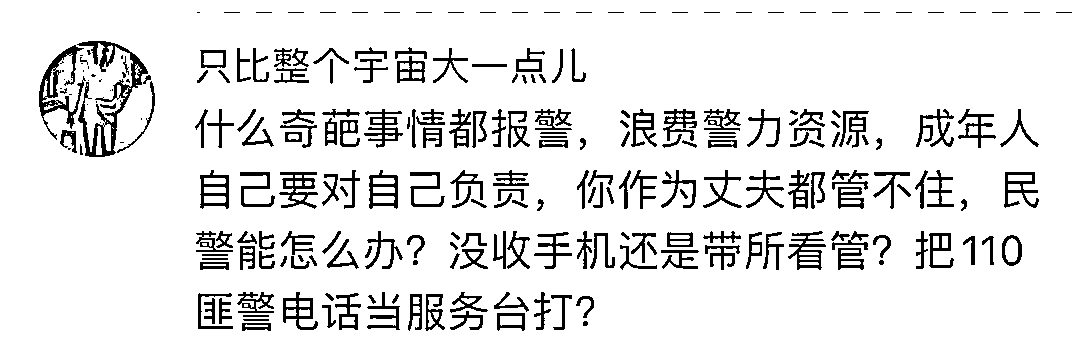 只比整个宇宙大一点儿
什么奇葩事情都报警，浪费警力资源，成年人
自己要对自己负责，你作为丈夫都管不住，民
警能怎么办？没收手机还是带所看管？把110
匪警电话当服务台打？